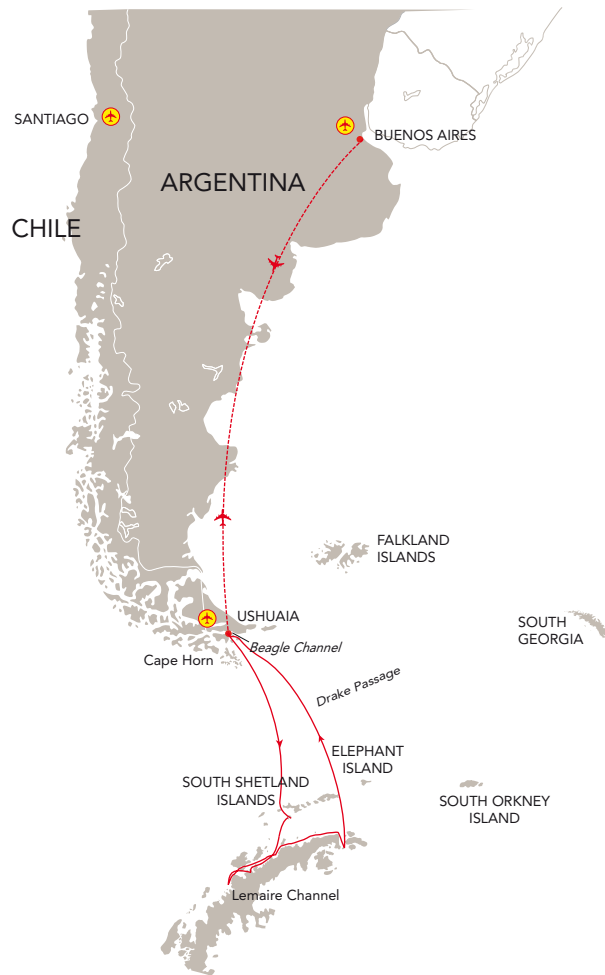 SANTIAGO
BUENOS AIRES
ARGENTINA
CHILE
FALKLAND
ISLANDS
USHUAIA
SOUTH
GEORGIA
Beagle Channel
Cape Horn
Drake Passage
ELEPHANT
ISLAND
SOUTH SHETLAND
ISLANDS
SOUTH ORKNEY
ISLAND
Lemaire Channel